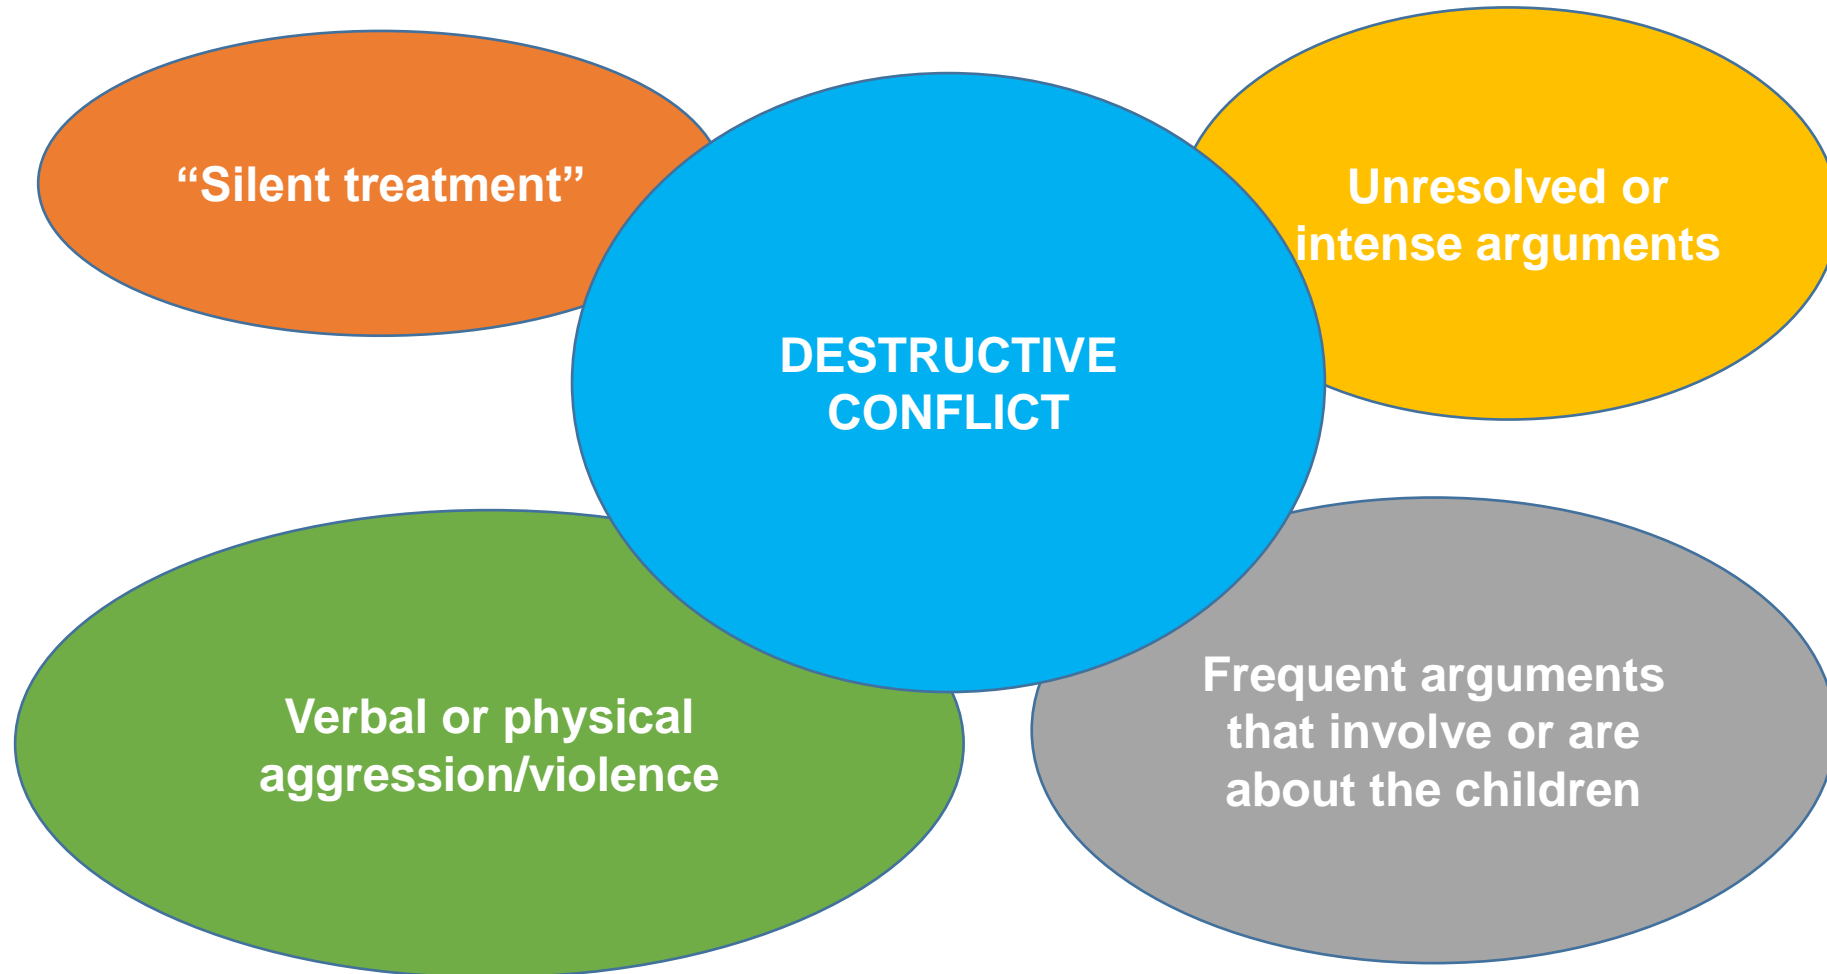 “Silent treatment”
Unresolved or
intense arguments
DESTRUCTIVE
CONFLICT
Verbal or physical
aggression/violence
Frequent arguments
that involve or are
about the children